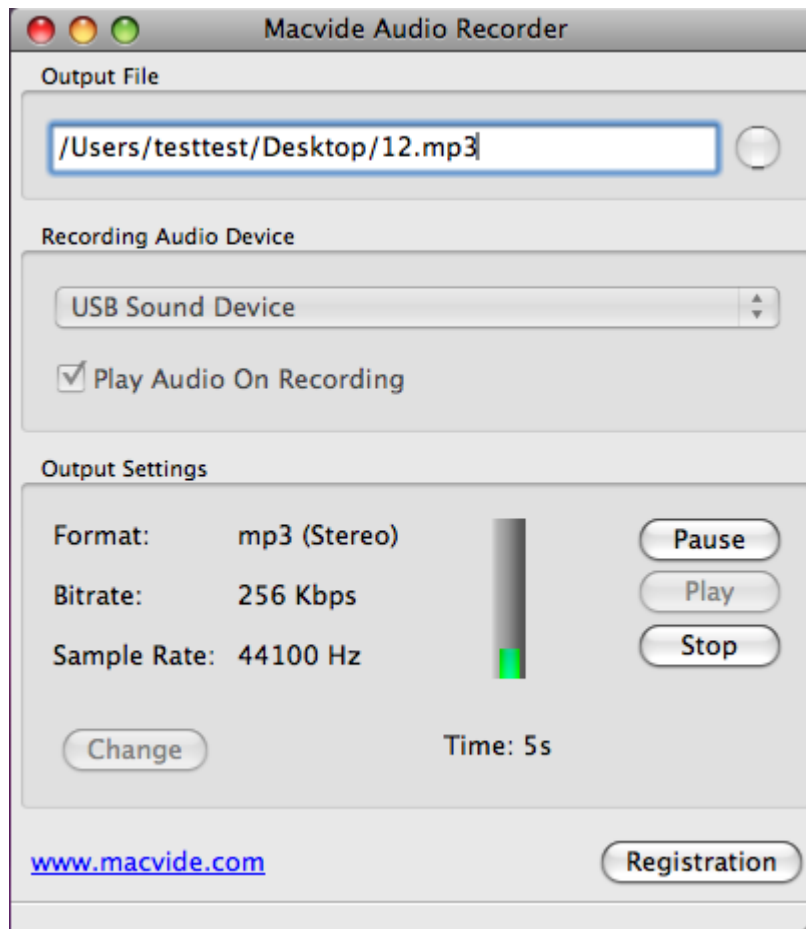 Macvide Audio Recorder
Output File
/Users/testtest/Desktop/12.mp3
Recording Audio Device
USB Sound Device
Play Audio On Recording
Output Settings
Format: mp3 (Stereo)
Pause
Bitrate: 256 Kbps
Play
Sample Rate: 44100 Hz
Stop
Change
Time: 5s
www.macvide.com
Registration